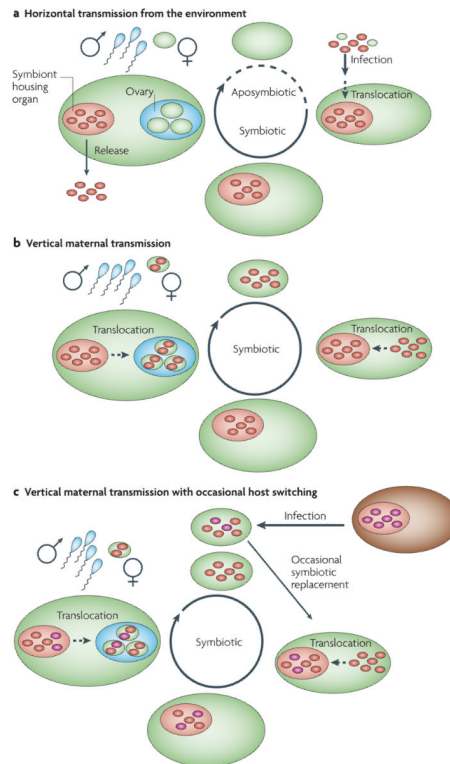 a Horizontal transmission from the environment
Symbiont
housing
organ
Ovary
Release
Aposymbiotic
Symbiotic
Infection
Translocation
b Vertical maternal transmission
Translocation
Symbiotic
Translocation
c Vertical maternal transmission with occasional host switching
Infection
Occasional
symbiotic
replacement
Translocation
Symbiotic
Translocation